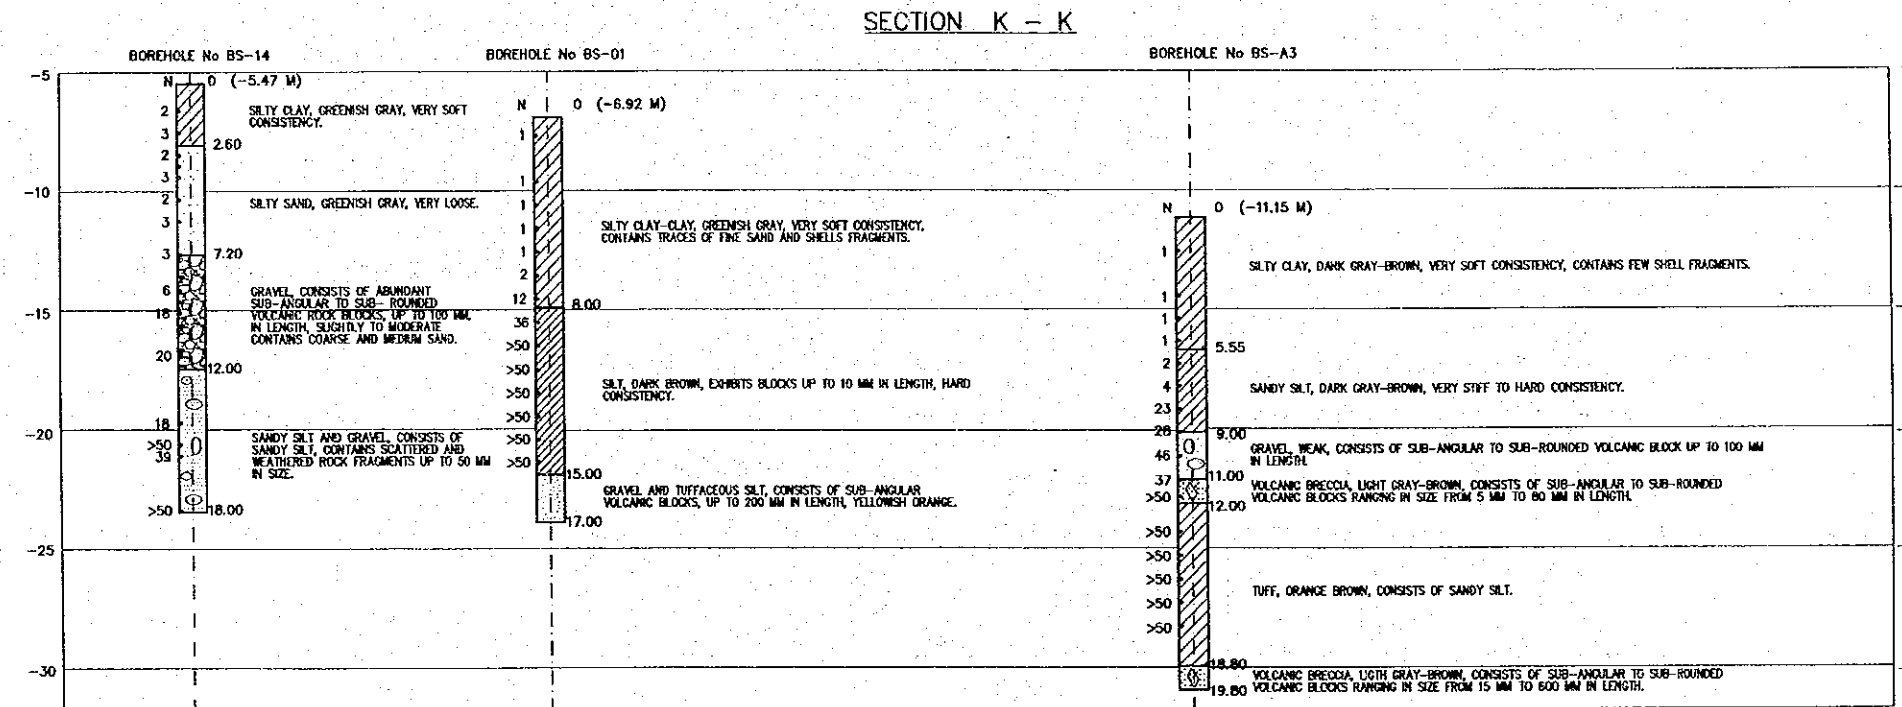 SECTION K - K
BOREHOLE No BS-14
BOREHOLE No BS-01
BOREHOLE No BS-A3
-5
-10
-15
-20
-25
-30
N 0 (-5.47 M)
2
3
2
3
2
3
3
6
18
20
18
>50
39
>50
2.60
7.20
12.00
18.00
SILTY CLAY, GREENISH GRAY, VERY SOFT
CONSISTENCY.
SILTY SAND, GREENISH GRAY, VERY LOOSE.
GRAVEL, CONSISTS OF ABUNDANT
SUB-ANGULAR TO SUB- ROUNDED
VOLCANIC ROCK BLOCKS, UP TO 100 MM,
IN LENGTH, SLIGHTLY TO MODERATE
CONTAINS COARSE AND MEDIUM SAND.
SANDY SILT AND GRAVEL, CONSISTS OF
SANDY SILT, CONTAINS SCATTERED AND
WEATHERED ROCK FRAGMENTS UP TO 50 MM
IN SIZE.
N 0 (-6.92 M)
1
1
1
1
1
2
12
36
>50
>50
>50
>50
>50
>50
8.00
15.00
17.00
SILTY CLAY-CLAY, GREENISH GRAY, VERY SOFT CONSISTENCY,
CONTAINS TRACES OF FINE SAND AND SHELLS FRAGMENTS.
SILT, DARK BROWN, EXHIBITS BLOCKS UP TO 10 MM IN LENGTH, HARD
CONSISTENCY.
GRAVEL AND TUFFACEOUS SILT, CONSISTS OF SUB-ANGULAR
VOLCANIC BLOCKS, UP TO 200 MM IN LENGTH, YELLOWISH ORANGE.
N 0 (-11.15 M)
1
1
1
1
2
4
23
28
46
37
>50
>50
>50
>50
>50
>50
5.55
9.00
11.00
12.00
18.80
19.80
SILTY CLAY, DARK GRAY-BROWN, VERY SOFT CONSISTENCY, CONTAINS FEW SHELL FRAGMENTS.
SANDY SILT, DARK GRAY-BROWN, VERY STIFF TO HARD CONSISTENCY.
GRAVEL, WEAK, CONSISTS OF SUB-ANGULAR TO SUB-ROUNDED VOLCANIC BLOCK UP TO 100 MM
IN LENGTH.
VOLCANIC BRECCIA, LIGHT GRAY-BROWN, CONSISTS OF SUB-ANGULAR TO SUB-ROUNDED
VOLCANIC BLOCKS RANGING IN SIZE FROM 5 MM TO 80 MM IN LENGTH.
TUFF, ORANGE BROWN, CONSISTS OF SANDY SILT.
VOLCANIC BRECCIA, LIGTH GRAY-BROWN, CONSISTS OF SUB-ANGULAR TO SUB-ROUNDED
VOLCANIC BLOCKS RANGING IN SIZE FROM 15 MM TO 600 MM IN LENGTH.